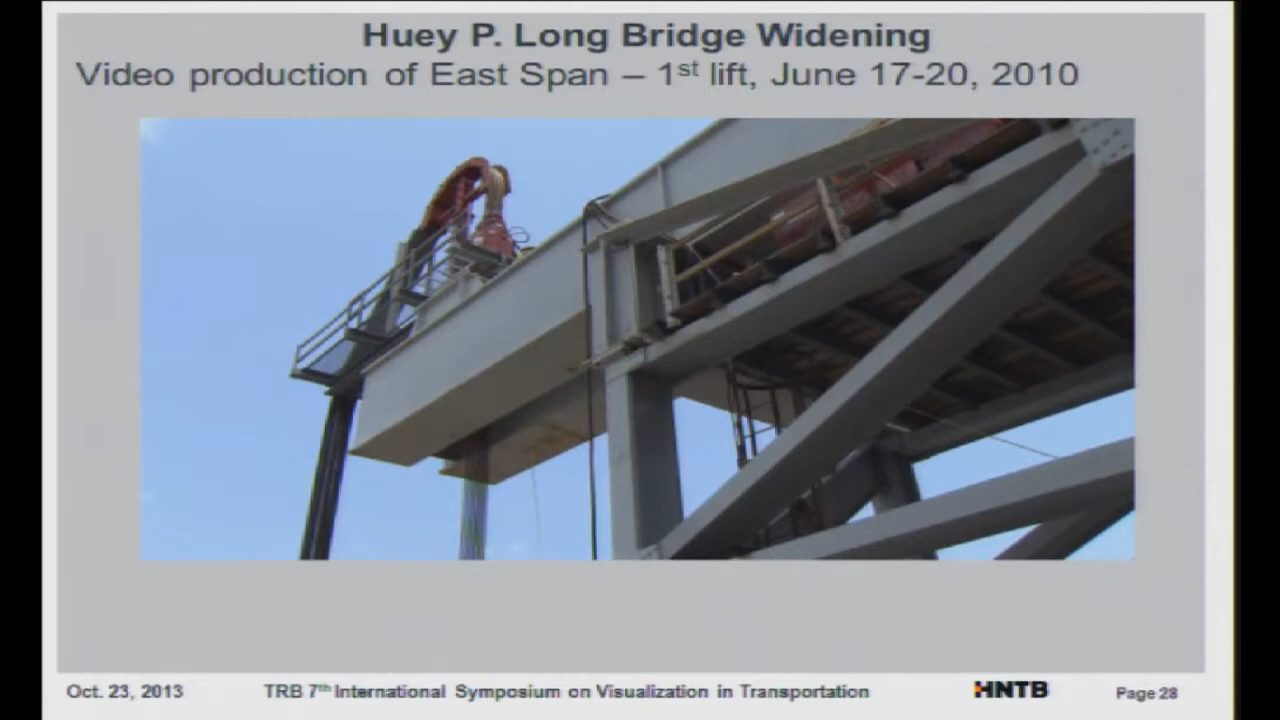 Huey P. Long Bridge Widening
Video production of East Span – 1st lift, June 17-20, 2010
Oct. 23, 2013
TRB 7th International Symposium on Visualization in Transportation
HNTB
Page 28